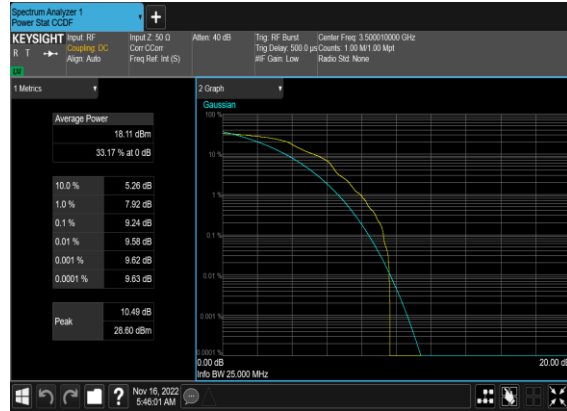 Spectrum Analyzer 1
Power Stat CCDF
+
KEYSIGHT
R T
LW
Input: RF
Coupling: DC
Align: Auto
Input Z: 50 Ω
Corr CCorr
Freq Ref: Int (S)
Atten: 40 dB
Trig: RF Burst
Trig Delay: 500.0 µs
#IF Gain: Low
Center Freq: 3.500010000 GHz
Counts: 1.00 M/1.00 Mpt
Radio Std: None
1 Metrics
Average Power
18.11 dBm
33.17 % at 0 dB
10.0 % 5.26 dB
1.0 % 7.92 dB
0.1 % 9.24 dB
0.01 % 9.58 dB
0.001 % 9.62 dB
0.0001 % 9.63 dB
Peak
10.49 dB
28.60 dBm
2 Graph
Gaussian
100 %
10 %
1 %
0.1 %
0.01 %
0.001 %
0.0001 %
0.00 dB
20.00 dB
Info BW 25.000 MHz
?
Nov 16, 2022
5:46:01 AM